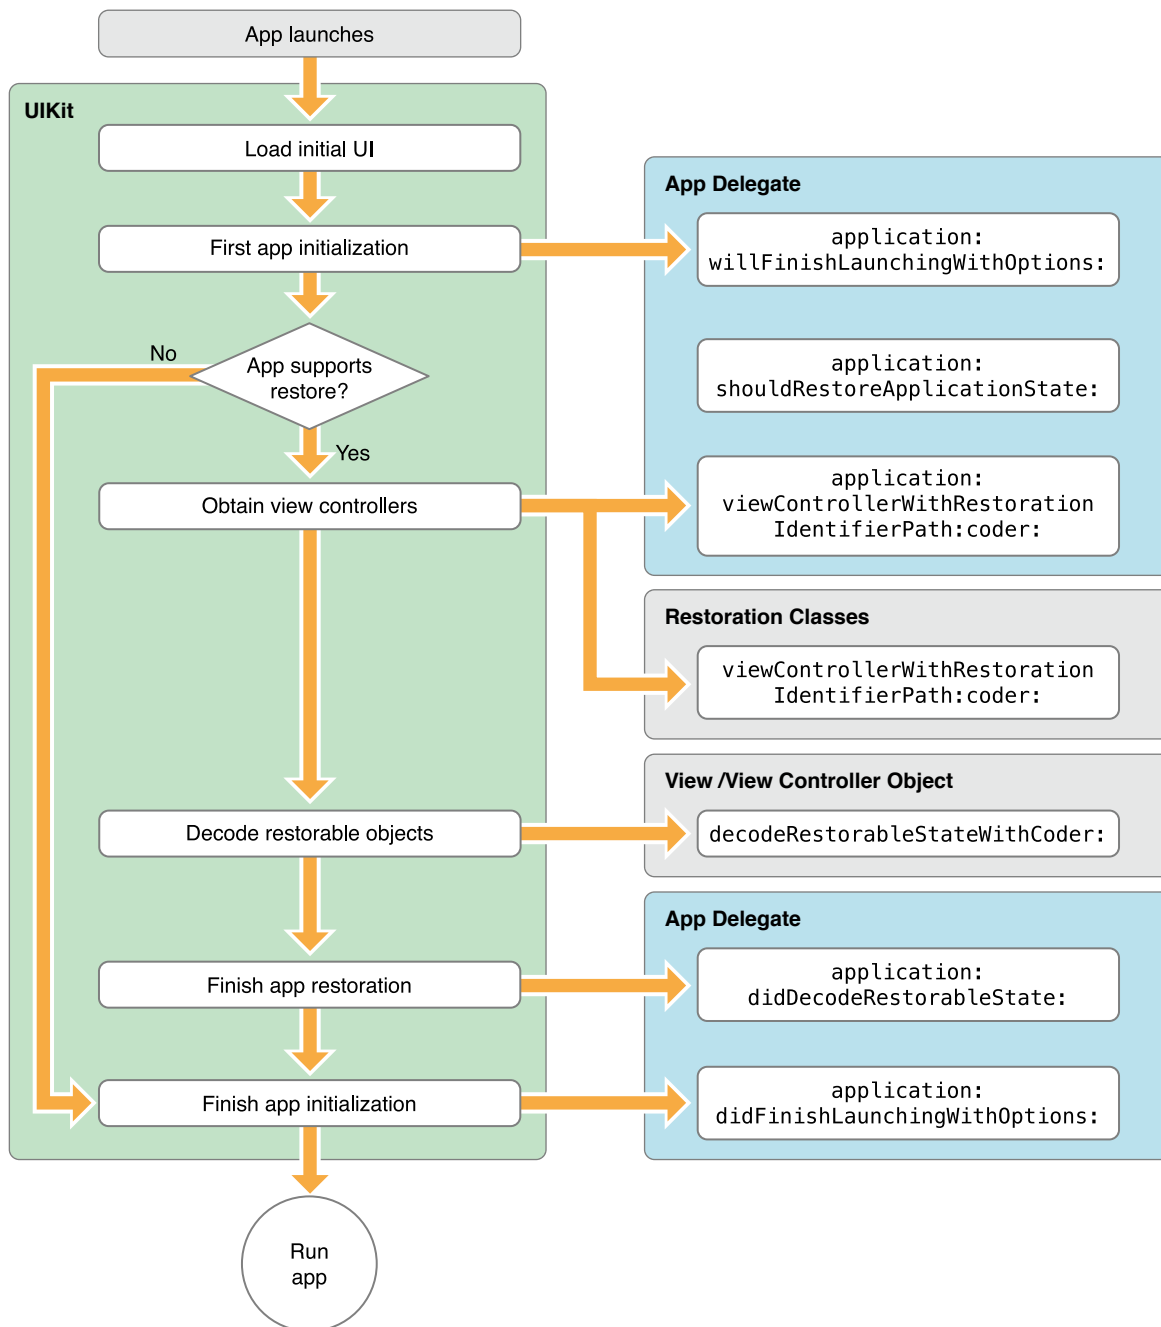 App launches
UIKit
Load initial UI
First app initialization
No
App supports
restore?
Yes
Obtain view controllers
Decode restorable objects
Finish app restoration
Finish app initialization
Run
app
App Delegate
application:
willFinishLaunchingWithOptions:
application:
shouldRestoreApplicationState:
application:
viewControllerWithRestoration
IdentifierPath:coder:
Restoration Classes
viewControllerWithRestoration
IdentifierPath:coder:
View /View Controller Object
decodeRestorableStateWithCoder:
App Delegate
application:
didDecodeRestorableState:
application:
didFinishLaunchingWithOptions: